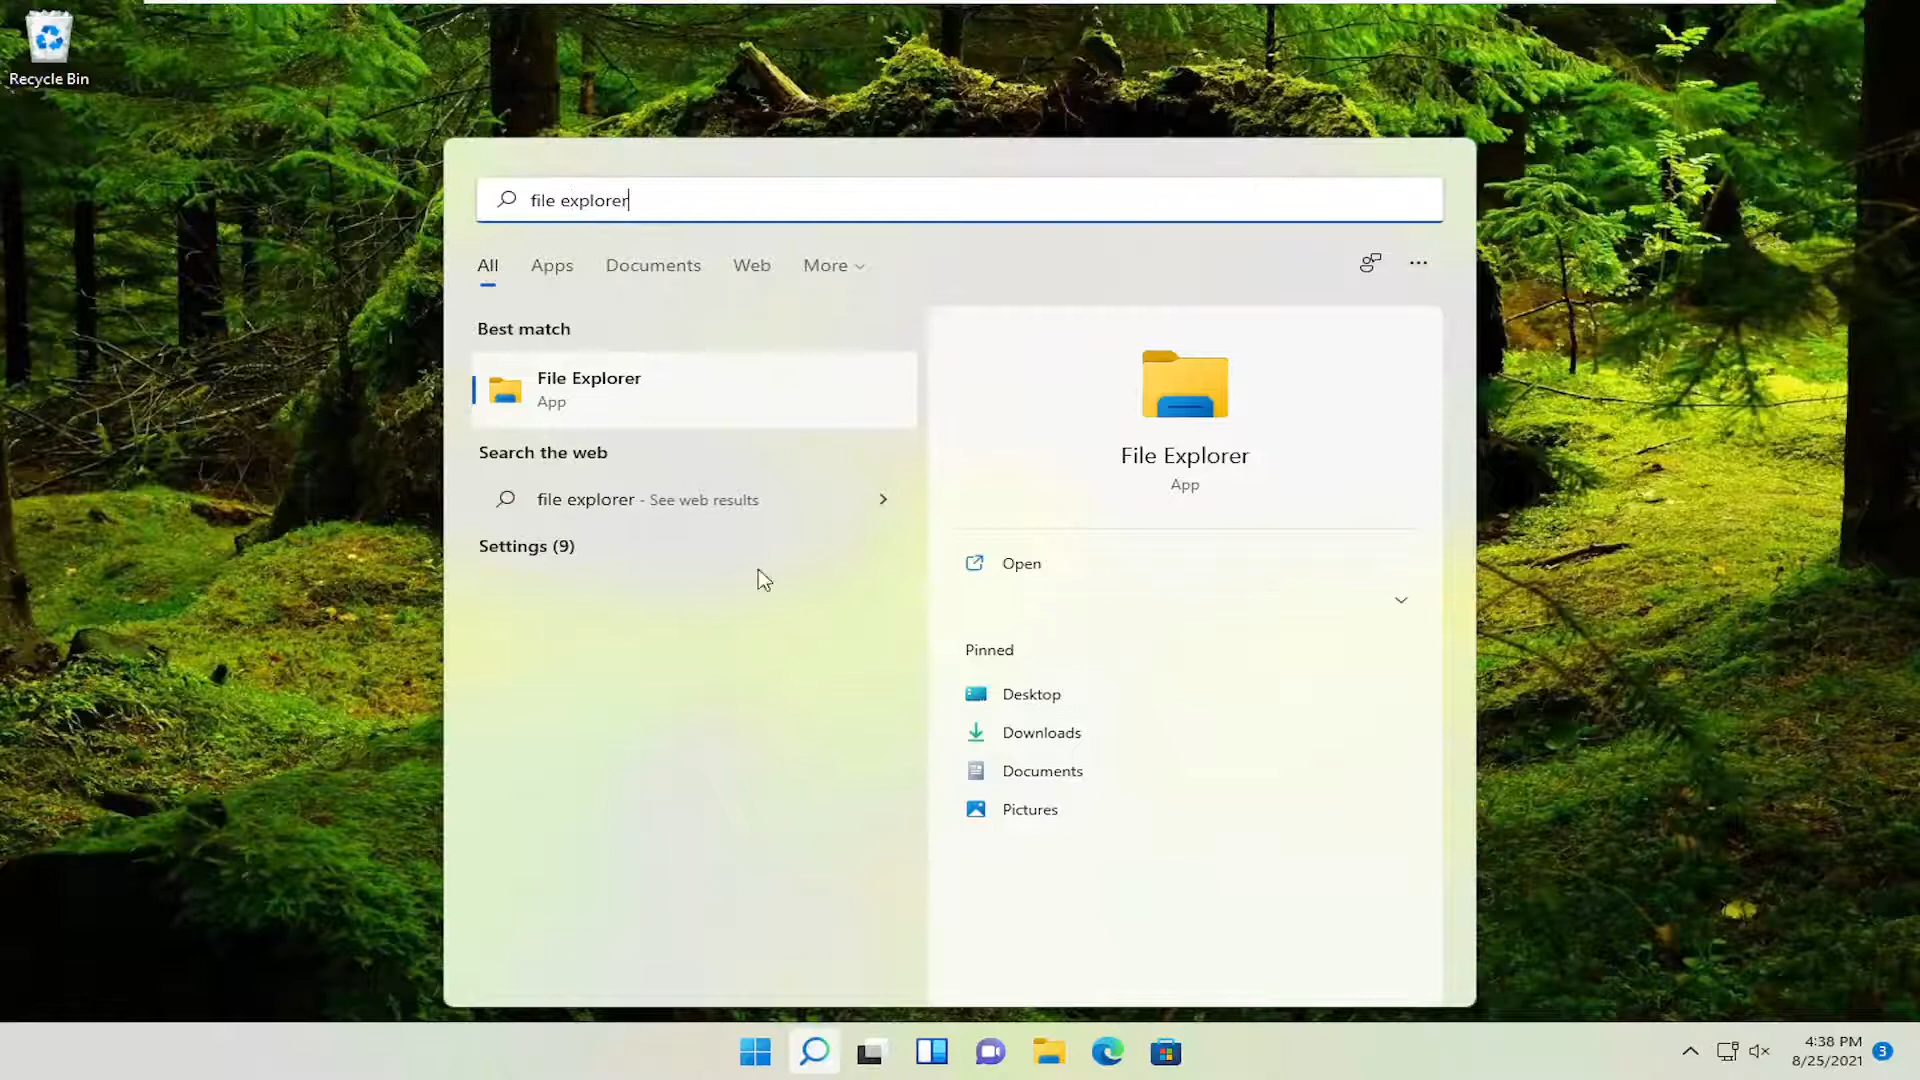 Recycle Bin
file explorer
All Apps Documents Web More
Best match
File Explorer
App
Search the web
file explorer - See web results
Settings (9)
File Explorer
App
Open
Pinned
Desktop
Downloads
Documents
Pictures
4:38 PM
8/25/2021
3